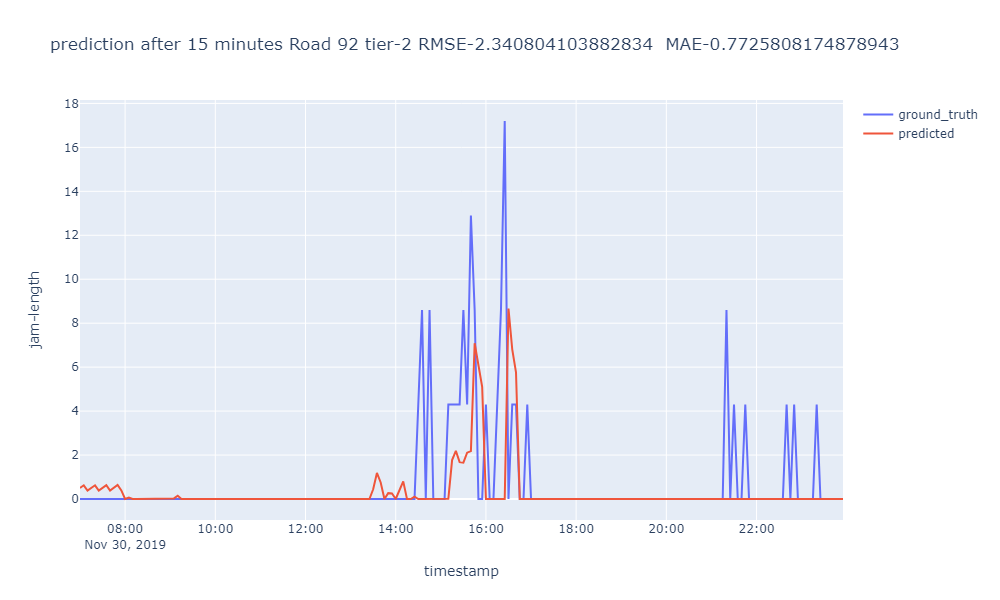 prediction after 15 minutes Road 92 tier-2 RMSE-2.340804103882834  MAE-0.7725808174878943
ground_truth
predicted
18
16
14
12
10
8
6
4
2
0
jam-length
08:00 10:00 12:00 14:00 16:00 18:00 20:00 22:00
Nov 30, 2019
timestamp